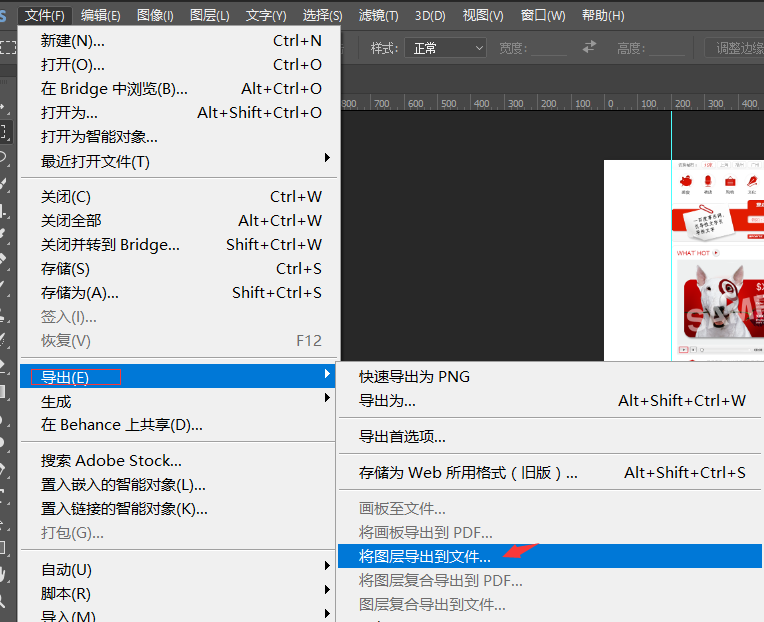 文件(F) 编辑(E) 图像(I) 图层(L) 文字(Y) 选择(S) 滤镜(T) 3D(D) 视图(V) 窗口(W) 帮助(H)
样式: 正常 宽度: 高度: 调整边缘
800 700 600 500 400 300 200 100 0 100 200 300 400
新建(N)... Ctrl+N
打开(O)... Ctrl+O
在 Bridge 中浏览(B)... Alt+Ctrl+O
打开为... Alt+Shift+Ctrl+O
打开为智能对象...
最近打开文件(T)
关闭(C) Ctrl+W
关闭全部 Alt+Ctrl+W
关闭并转到 Bridge... Shift+Ctrl+W
存储(S) Ctrl+S
存储为(A)... Shift+Ctrl+S
签入(I)...
恢复(V) F12
导出(E)
生成
在 Behance 上共享(D)...
搜索 Adobe Stock...
置入嵌入的智能对象(L)...
置入链接的智能对象(K)...
打包(G)...
自动(U)
脚本(R)
导入(M)
快速导出为 PNG
导出为... Alt+Shift+Ctrl+W
导出首选项...
存储为 Web 所用格式（旧版）... Alt+Shift+Ctrl+S
画板至文件...
将画板导出到 PDF...
将图层导出到文件...
将图层复合导出到 PDF...
图层复合导出到文件...
WHAT HOT